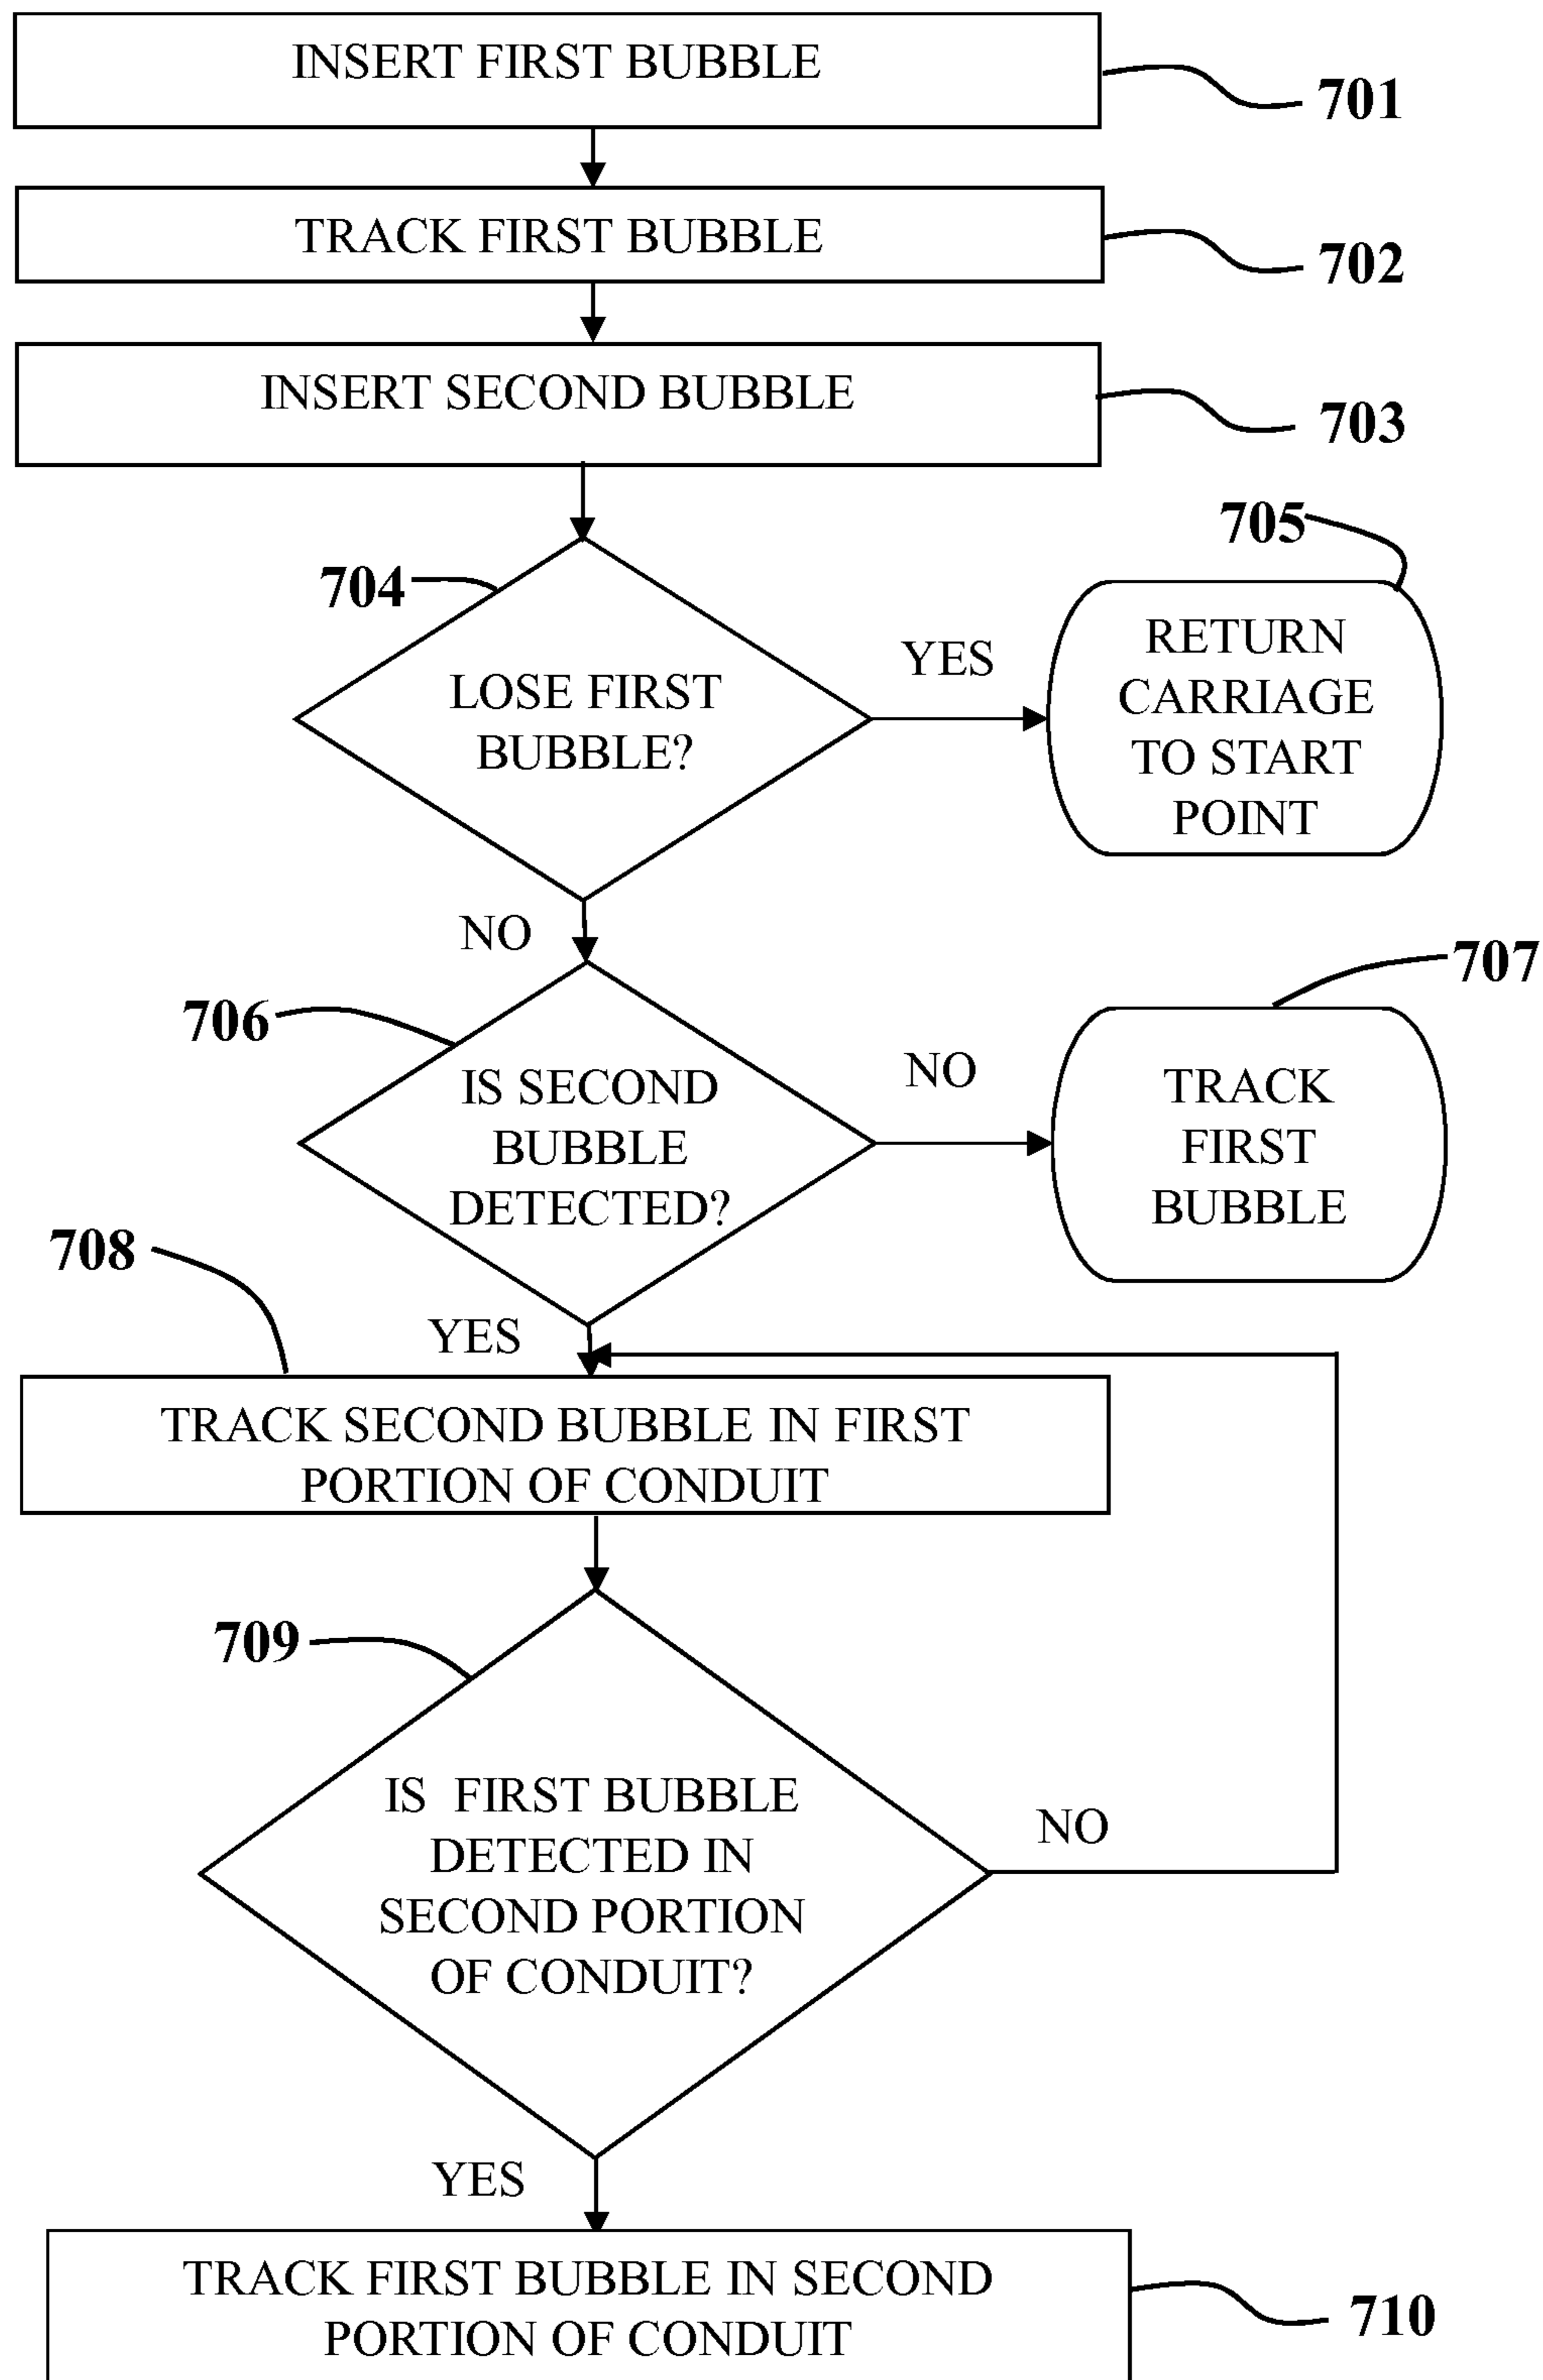 INSERT FIRST BUBBLE
701
TRACK FIRST BUBBLE
702
INSERT SECOND BUBBLE
703
704
LOSE FIRST
BUBBLE?
YES
705
RETURN
CARRIAGE
TO START
POINT
NO
706
IS SECOND
BUBBLE
DETECTED?
NO
707
TRACK
FIRST
BUBBLE
YES
708
TRACK SECOND BUBBLE IN FIRST
PORTION OF CONDUIT
709
IS FIRST BUBBLE
DETECTED IN
SECOND PORTION
OF CONDUIT?
NO
YES
TRACK FIRST BUBBLE IN SECOND
PORTION OF CONDUIT
710